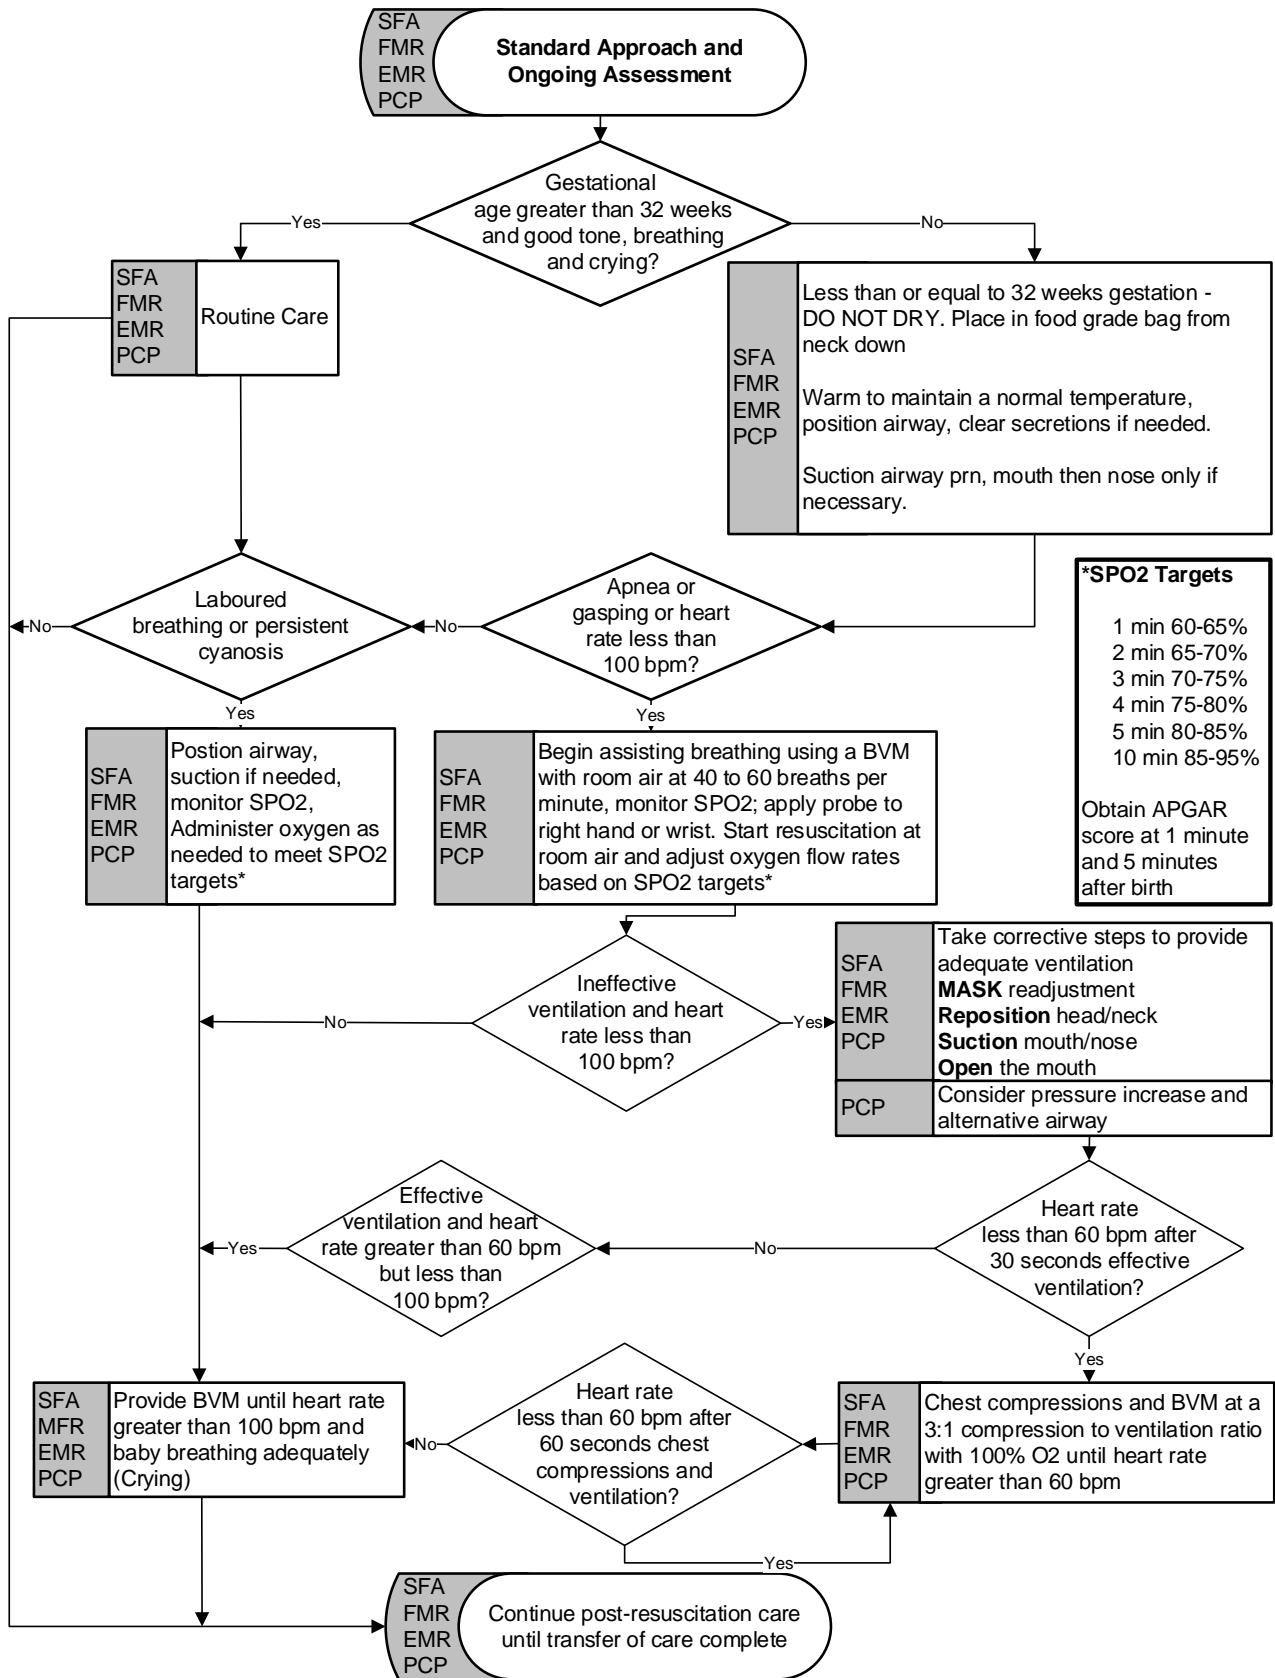 SFA
FMR
EMR
PCP
Standard Approach and
Ongoing Assessment
Gestational
age greater than 32 weeks
and good tone, breathing
and crying?
Yes
No
SFA
FMR
EMR
PCP
Routine Care
SFA
FMR
EMR
PCP
Less than or equal to 32 weeks gestation -
DO NOT DRY. Place in food grade bag from
neck down
Warm to maintain a normal temperature,
position airway, clear secretions if needed.
Suction airway prn, mouth then nose only if
necessary.
Laboured
breathing or persistent
cyanosis
No
Apnea or
gasping or heart
rate less than
100 bpm?
No
Yes
Yes
*SPO2 Targets
1 min 60-65%
2 min 65-70%
3 min 70-75%
4 min 75-80%
5 min 80-85%
10 min 85-95%
Obtain APGAR
score at 1 minute
and 5 minutes
after birth
SFA
FMR
EMR
PCP
Postion airway,
suction if needed,
monitor SPO2,
Administer oxygen as
needed to meet SPO2
targets*
SFA
FMR
EMR
PCP
Begin assisting breathing using a BVM
with room air at 40 to 60 breaths per
minute, monitor SPO2; apply probe to
right hand or wrist. Start resuscitation at
room air and adjust oxygen flow rates
based on SPO2 targets*
Ineffective
ventilation and heart
rate less than
100 bpm?
No
Yes
SFA
FMR
EMR
PCP
Take corrective steps to provide
adequate ventilation
MASK readjustment
Reposition head/neck
Suction mouth/nose
Open the mouth
PCP
Consider pressure increase and
alternative airway
Effective
ventilation and heart
rate greater than 60 bpm
but less than
100 bpm?
Yes
No
Heart rate
less than 60 bpm after
30 seconds effective
ventilation?
Yes
SFA
MFR
EMR
PCP
Provide BVM until heart rate
greater than 100 bpm and
baby breathing adequately
(Crying)
No
Heart rate
less than 60 bpm after
60 seconds chest
compressions and
ventilation?
Yes
SFA
FMR
EMR
PCP
Chest compressions and BVM at a
3:1 compression to ventilation ratio
with 100% O2 until heart rate
greater than 60 bpm
SFA
FMR
EMR
PCP
Continue post-resuscitation care
until transfer of care complete